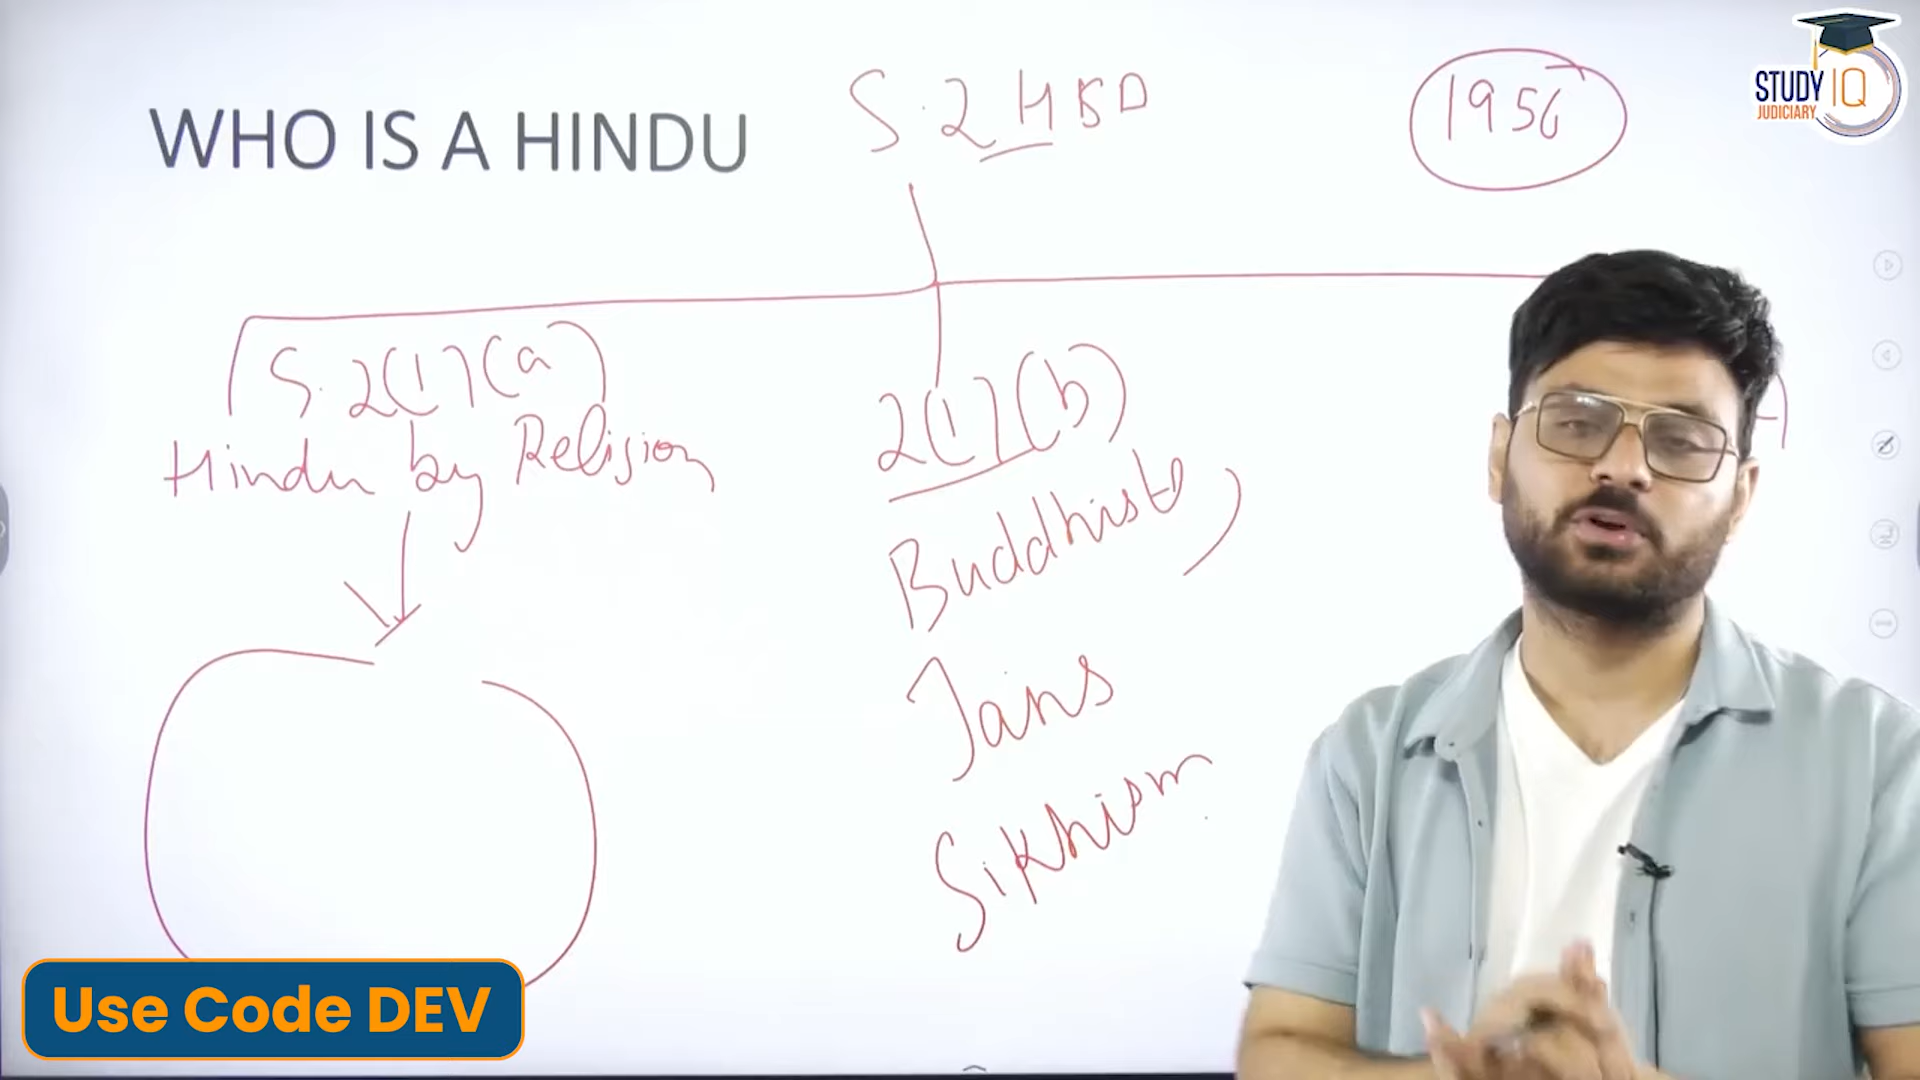 WHO IS A HINDU
S.2 HBD
1956
STUDY IQ
JUDICIARY
S. 2(1)(a)
Hindu by Religion
2(1)(b)
Buddhists
Jains
Sikhism
Use Code DEV